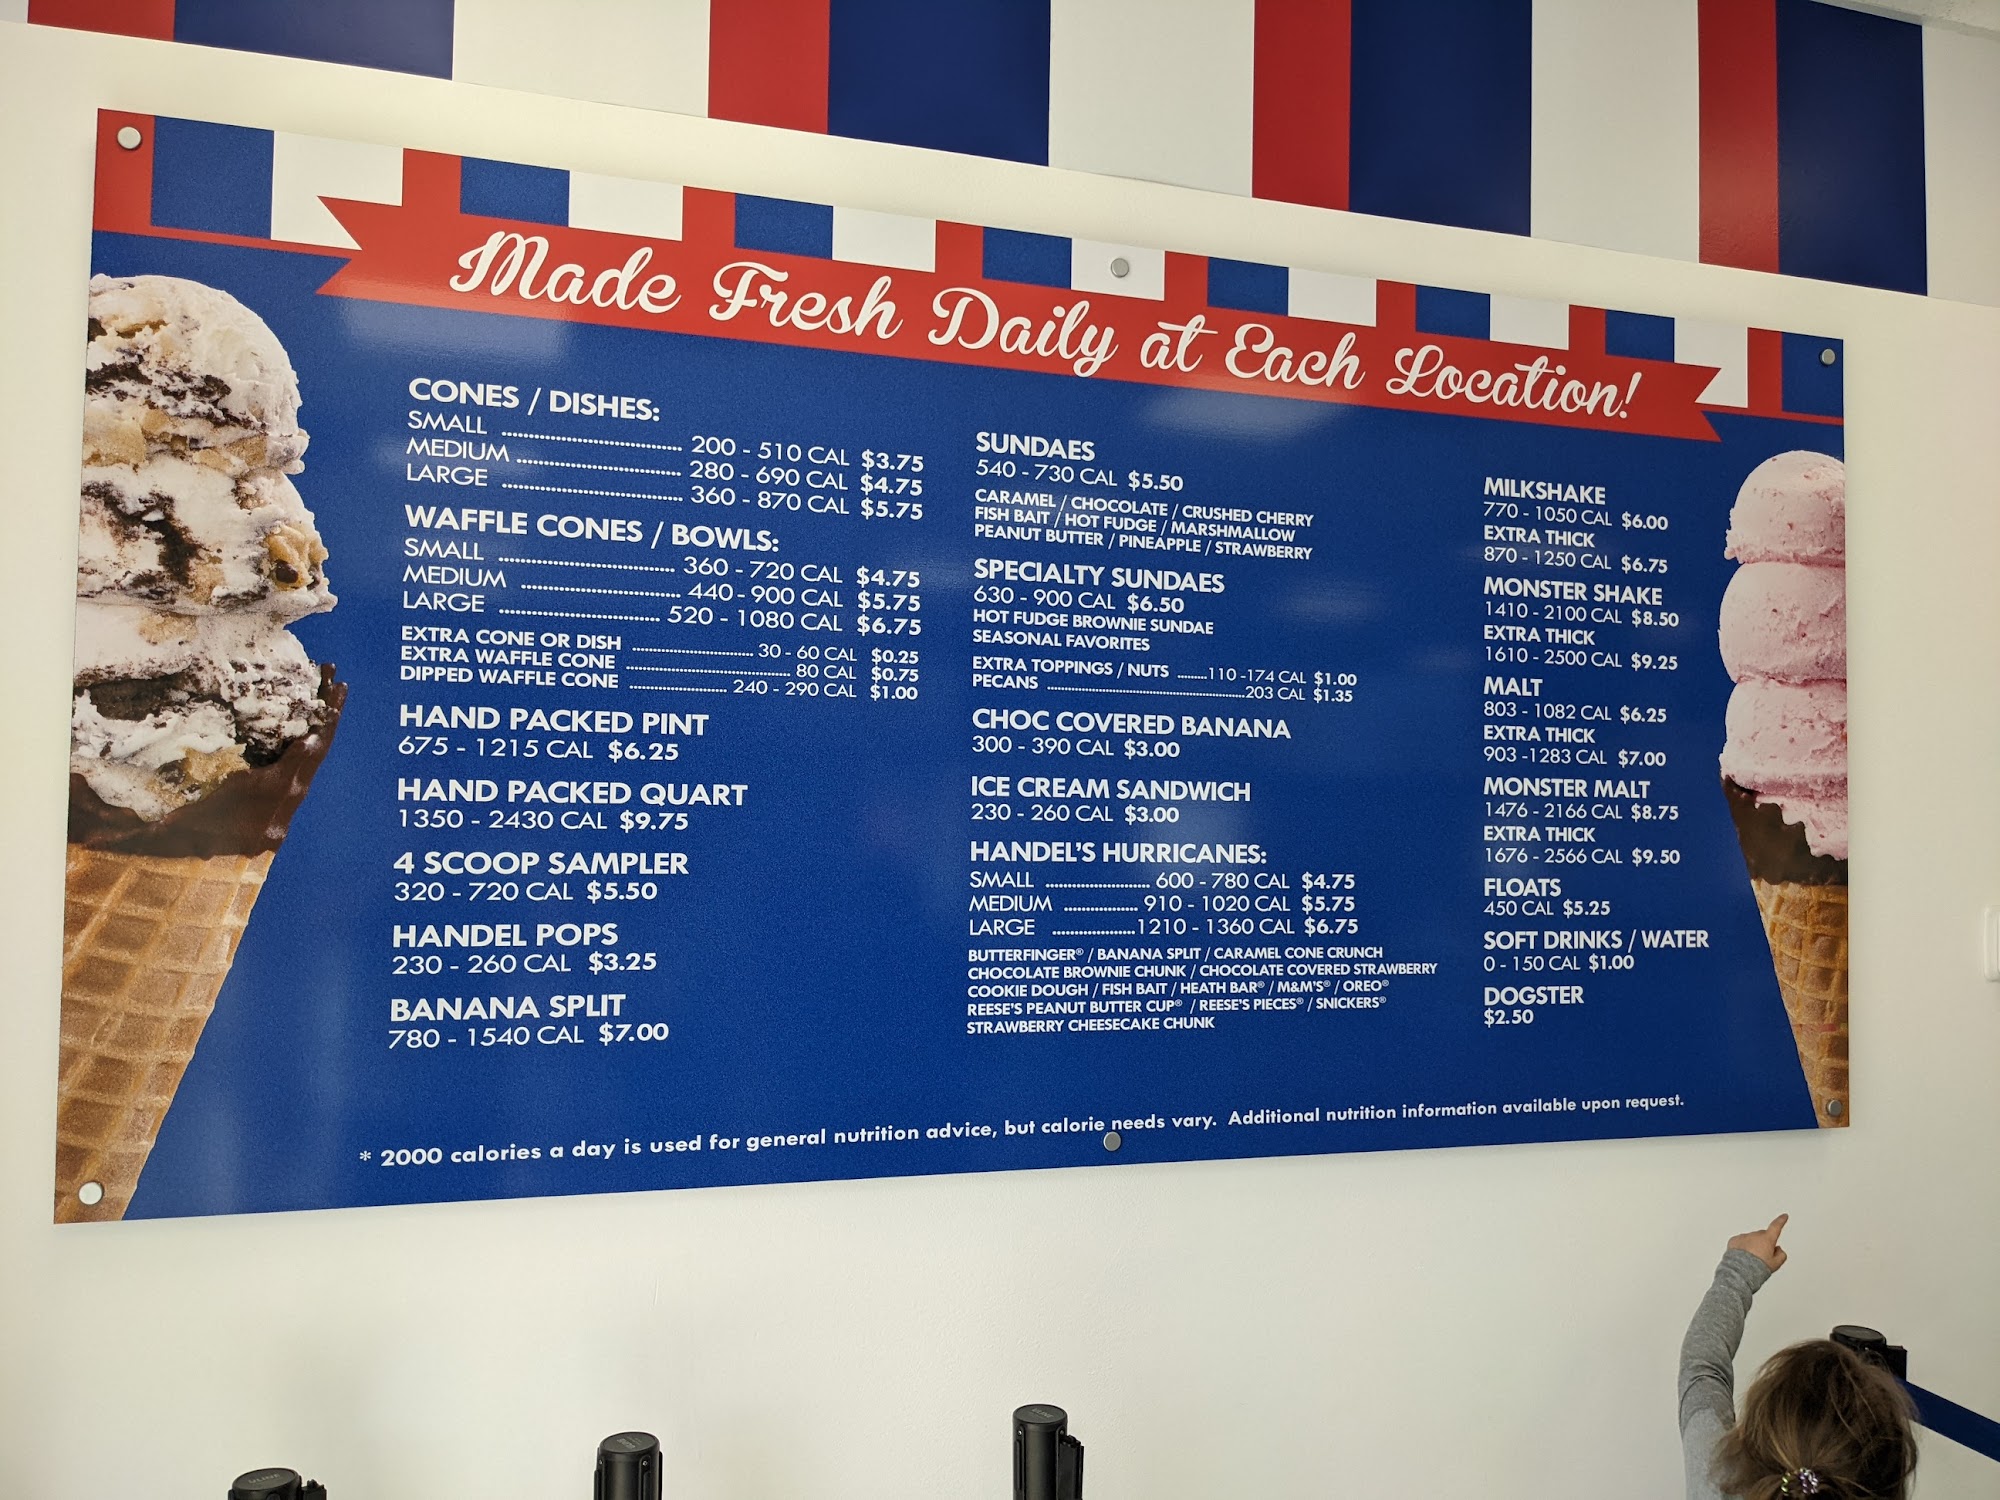 Made Fresh Daily at Each Location!
CONES / DISHES:
SMALL 200 - 510 CAL $3.75
MEDIUM 280 - 690 CAL $4.75
LARGE 360 - 870 CAL $5.75
WAFFLE CONES / BOWLS:
SMALL 360 - 720 CAL $4.75
MEDIUM 440 - 900 CAL $5.75
LARGE 520 - 1080 CAL $6.75
EXTRA CONE OR DISH 30 - 60 CAL $0.25
EXTRA WAFFLE CONE 80 CAL $0.75
DIPPED WAFFLE CONE 240 - 290 CAL $1.00
HAND PACKED PINT
675 - 1215 CAL $6.25
HAND PACKED QUART
1350 - 2430 CAL $9.75
4 SCOOP SAMPLER
320 - 720 CAL $5.50
HANDEL POPS
230 - 260 CAL $3.25
BANANA SPLIT
780 - 1540 CAL $7.00
SUNDAES
540 - 730 CAL $5.50
CARAMEL / CHOCOLATE / CRUSHED CHERRY
FISH BAIT / HOT FUDGE / MARSHMALLOW
PEANUT BUTTER / PINEAPPLE / STRAWBERRY
SPECIALTY SUNDAES
630 - 900 CAL $6.50
HOT FUDGE BROWNIE SUNDAE
SEASONAL FAVORITES
EXTRA TOPPINGS / NUTS 110 -174 CAL $1.00
PECANS 203 CAL $1.35
CHOC COVERED BANANA
300 - 390 CAL $3.00
ICE CREAM SANDWICH
230 - 260 CAL $3.00
HANDEL'S HURRICANES:
SMALL 600 - 780 CAL $4.75
MEDIUM 910 - 1020 CAL $5.75
LARGE 1210 - 1360 CAL $6.75
BUTTERFINGER® / BANANA SPLIT / CARAMEL CONE CRUNCH
CHOCOLATE BROWNIE CHUNK / CHOCOLATE COVERED STRAWBERRY
COOKIE DOUGH / FISH BAIT / HEATH BAR® / M&M'S® / OREO®
REESE'S PEANUT BUTTER CUP® / REESE'S PIECES® / SNICKERS®
STRAWBERRY CHEESECAKE CHUNK
MILKSHAKE
770 - 1050 CAL $6.00
EXTRA THICK
870 - 1250 CAL $6.75
MONSTER SHAKE
1410 - 2100 CAL $8.50
EXTRA THICK
1610 - 2500 CAL $9.25
MALT
803 - 1082 CAL $6.25
EXTRA THICK
903 -1283 CAL $7.00
MONSTER MALT
1476 - 2166 CAL $8.75
EXTRA THICK
1676 - 2566 CAL $9.50
FLOATS
450 CAL $5.25
SOFT DRINKS / WATER
0 - 150 CAL $1.00
DOGSTER
$2.50
* 2000 calories a day is used for general nutrition advice, but calorie needs vary. Additional nutrition information available upon request.